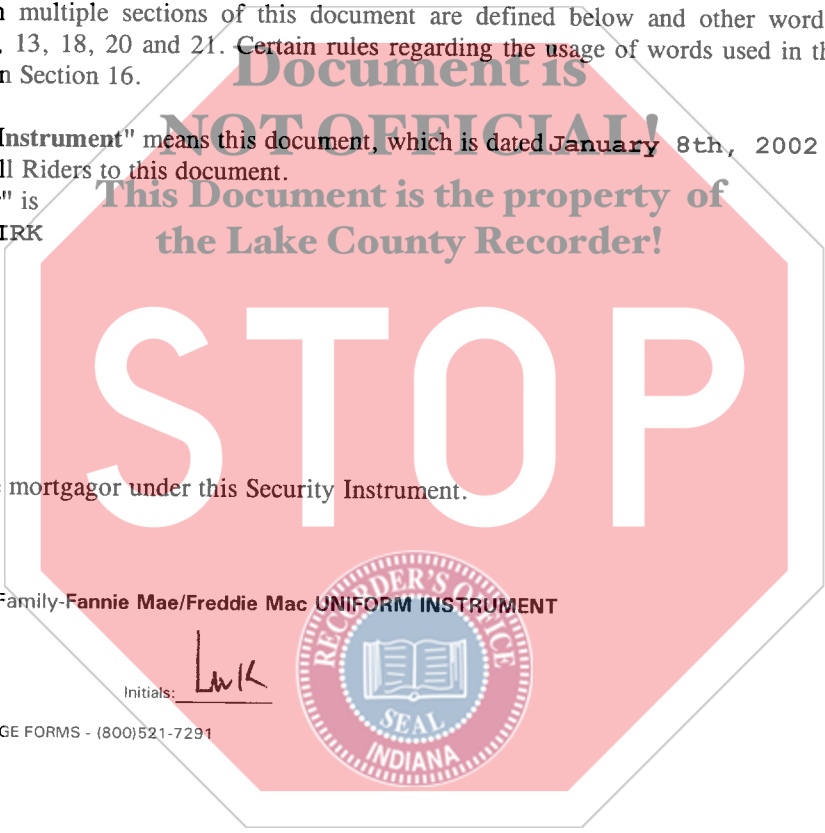 multiple sections of this document are defined below and other word
13, 18, 20 and 21. Certain rules regarding the usage of words used in th
n Section 16.
Document is
NOT OFFICIAL!
Instrument" means this document, which is dated January 8th, 2002
ll Riders to this document.
This Document is the property of
" is
the Lake County Recorder!
IRK
STOP
mortgagor under this Security Instrument.
Family-Fannie Mae/Freddie Mac UNIFORM INSTRUMENT
RECORDER'S OFFICE
Initials: LWK
SEAL
GE FORMS - (800)521-7291
INDIANA